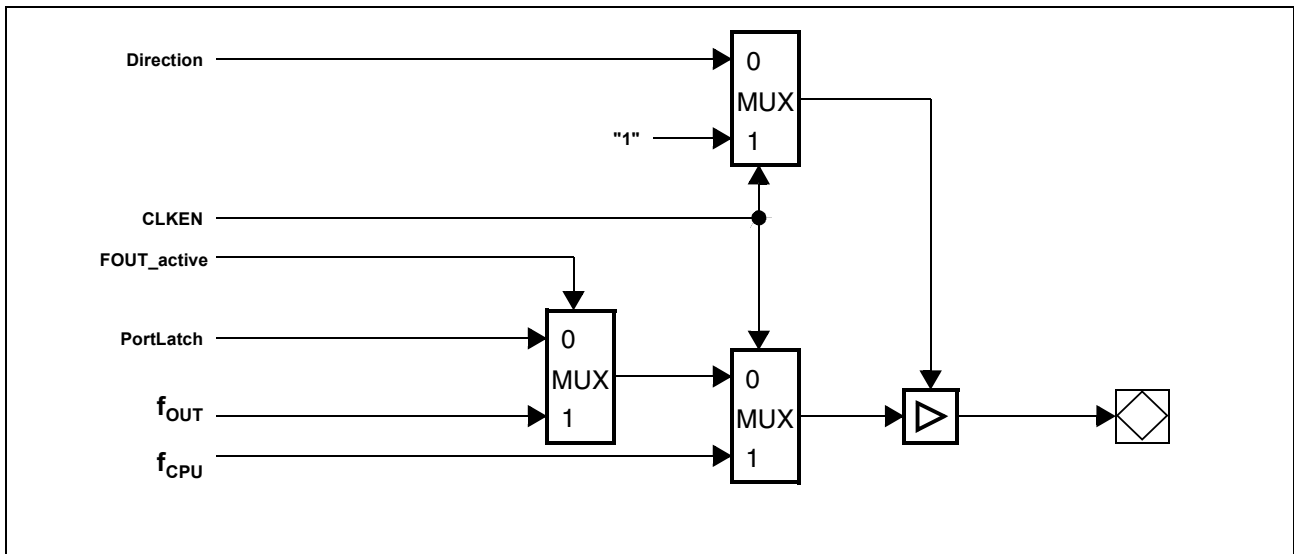 Direction
0
MUX
"1"
1
CLKEN
FOUT_active
PortLatch
0
0
MUX
fOUT
1
MUX
fCPU
1